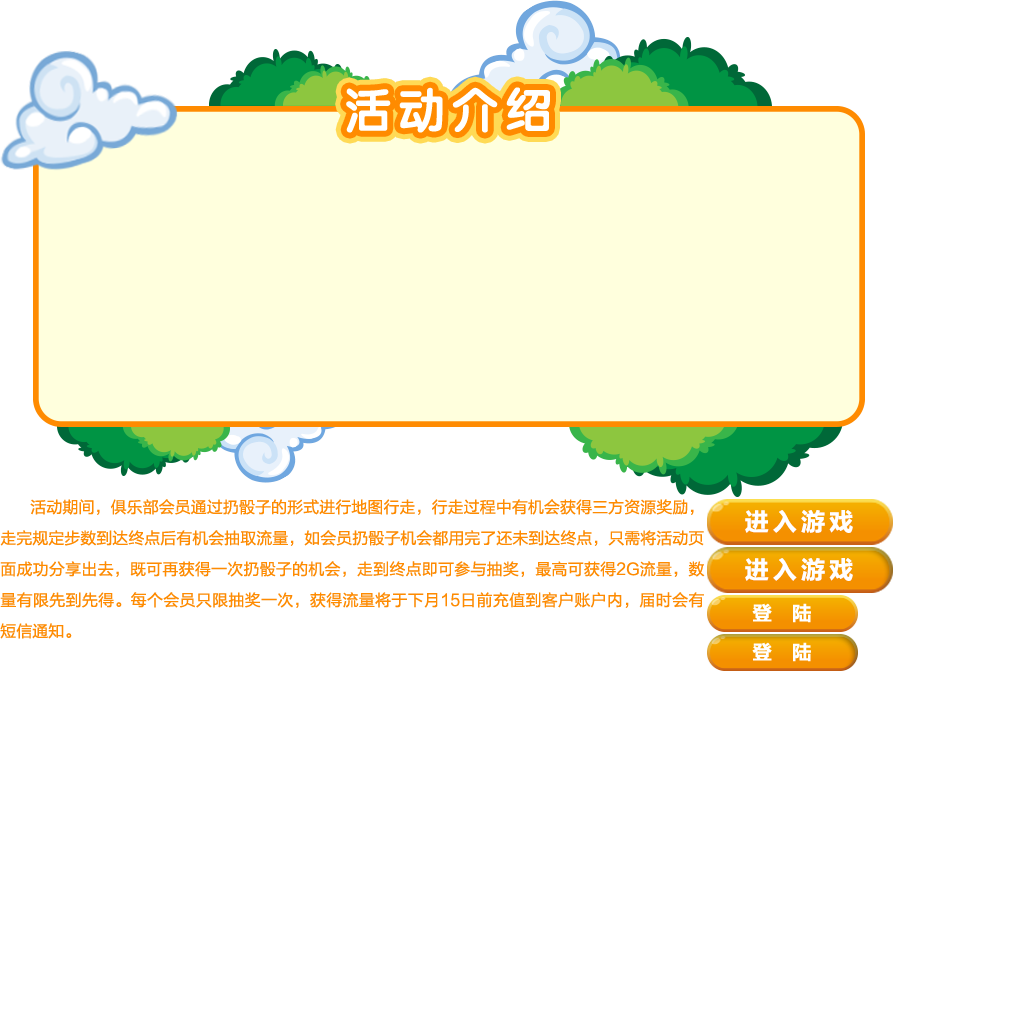 活动介绍
活动期间，俱乐部会员通过扔骰子的形式进行地图行走，行走过程中有机会获得三方资源奖励，
走完规定步数到达终点后有机会抽取流量，如会员扔骰子机会都用完了还未到达终点，只需将活动页
面成功分享出去，既可再获得一次扔骰子的机会，走到终点即可参与抽奖，最高可获得2G流量，数
量有限先到先得。每个会员只限抽奖一次，获得流量将于下月15日前充值到客户账户内，届时会有
短信通知。
进入游戏
进入游戏
登 陆
登 陆